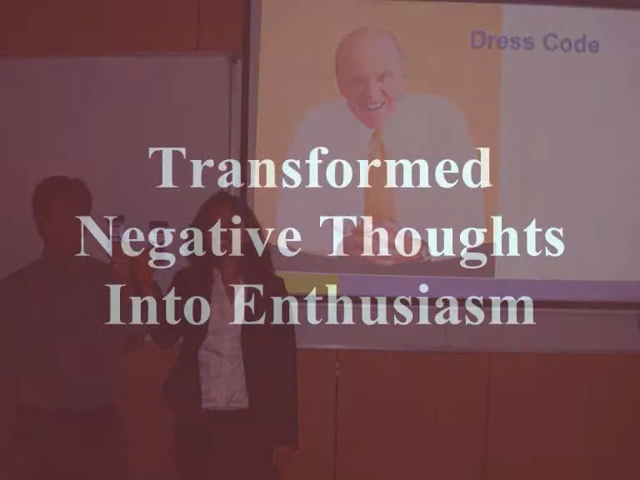 Dress Code
Transformed
Negative Thoughts
Into Enthusiasm